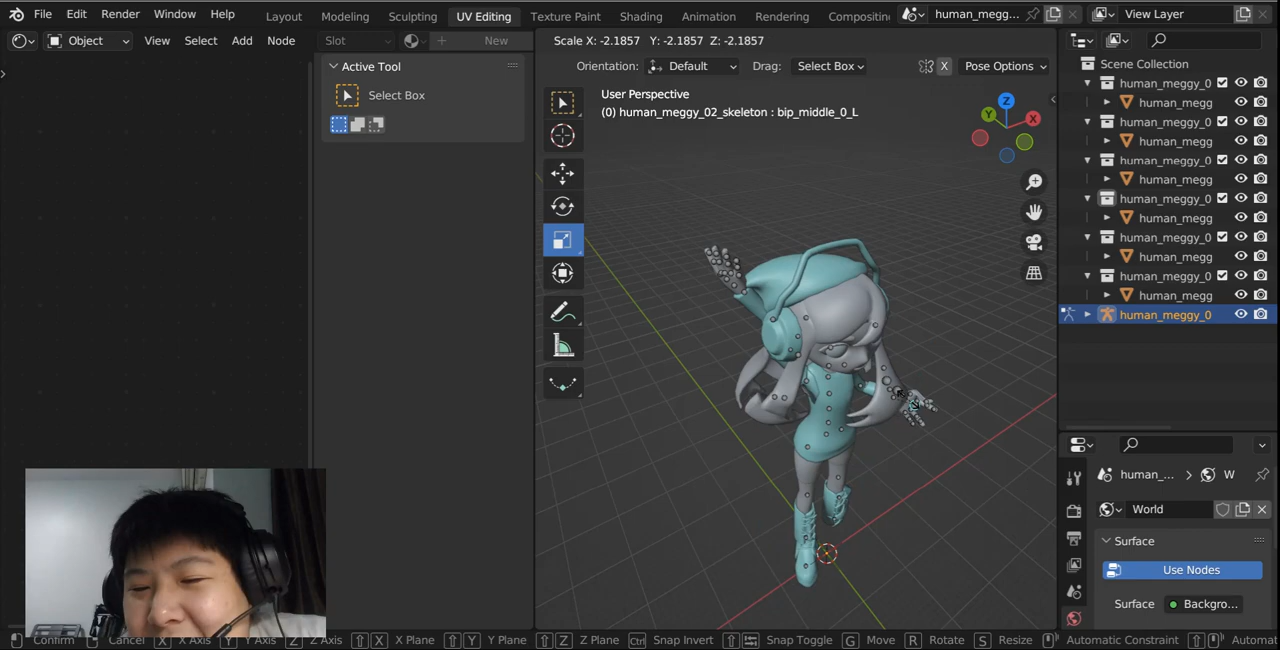 File Edit Render Window Help Layout Modeling Sculpting UV Editing Texture Paint Shading Animation Rendering Compositin human_megg... View Layer
Object View Select Add Node Slot New Scale X: -2.1857 Y: -2.1857 Z: -2.1857
Orientation: Default Drag: Select Box X Pose Options
Active Tool
Select Box
User Perspective
(0) human_meggy_02_skeleton : bip_middle_0_L
Z
Y
X
Scene Collection
human_meggy_0
human_megg
human_meggy_0
human_megg
human_meggy_0
human_megg
human_meggy_0
human_megg
human_meggy_0
human_megg
human_meggy_0
human_megg
human_meggy_0
human_... W
World
Surface
Use Nodes
Surface Backgro...
Confirm Cancel X X Axis Y Y Axis Z Z Axis X X Plane Y Y Plane Z Z Plane Ctrl Snap Invert Snap Toggle G Move R Rotate S Resize Automatic Constraint Automat